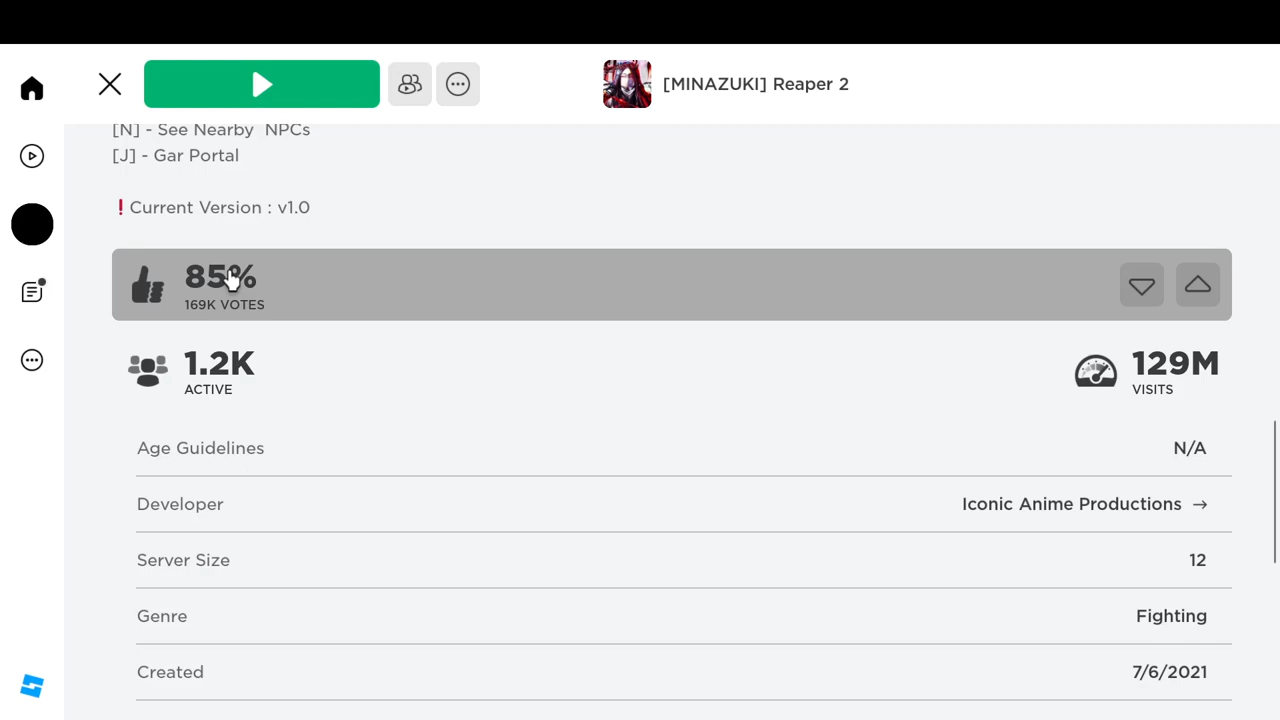 [MINAZUKI] Reaper 2
[N] - See Nearby  NPCs
[J] - Gar Portal
❗Current Version : v1.0
85%
169K VOTES
1.2K
ACTIVE
129M
VISITS
Age Guidelines N/A
Developer Iconic Anime Productions →
Server Size 12
Genre Fighting
Created 7/6/2021